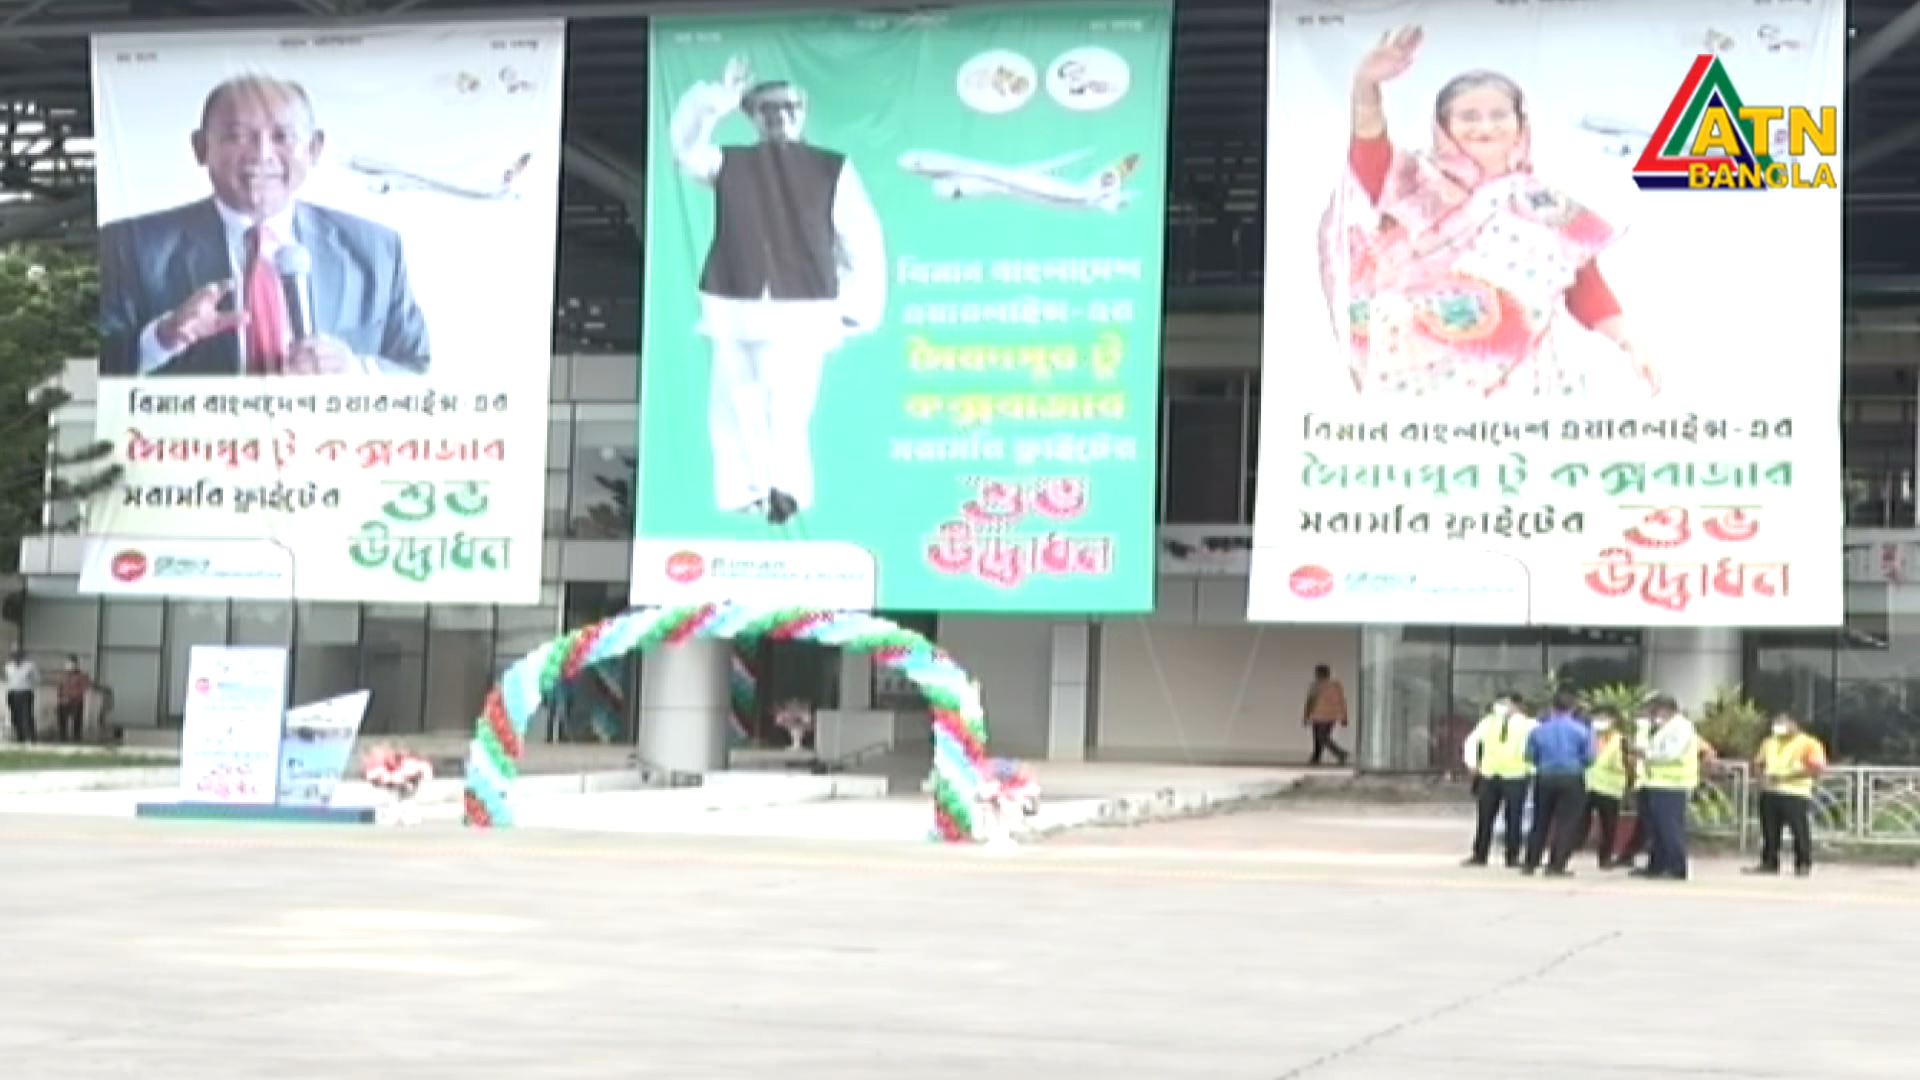 বিমান বাংলাদেশ এয়ারলাইন্স-এর
সৈয়দপুর টু কক্সবাজার
সরাসরি ফ্লাইটের
শুভ
উদ্বোধন
বিমান
বিমান বাংলাদেশ
এয়ারলাইন্স-এর
সৈয়দপুর টু
কক্সবাজার
সরাসরি ফ্লাইটের
শুভ
উদ্বোধন
Biman
বিমান বাংলাদেশ এয়ারলাইন্স-এর
সৈয়দপুর টু কক্সবাজার
সরাসরি ফ্লাইটের
শুভ
উদ্বোধন
বিমান
ATN
BANGLA